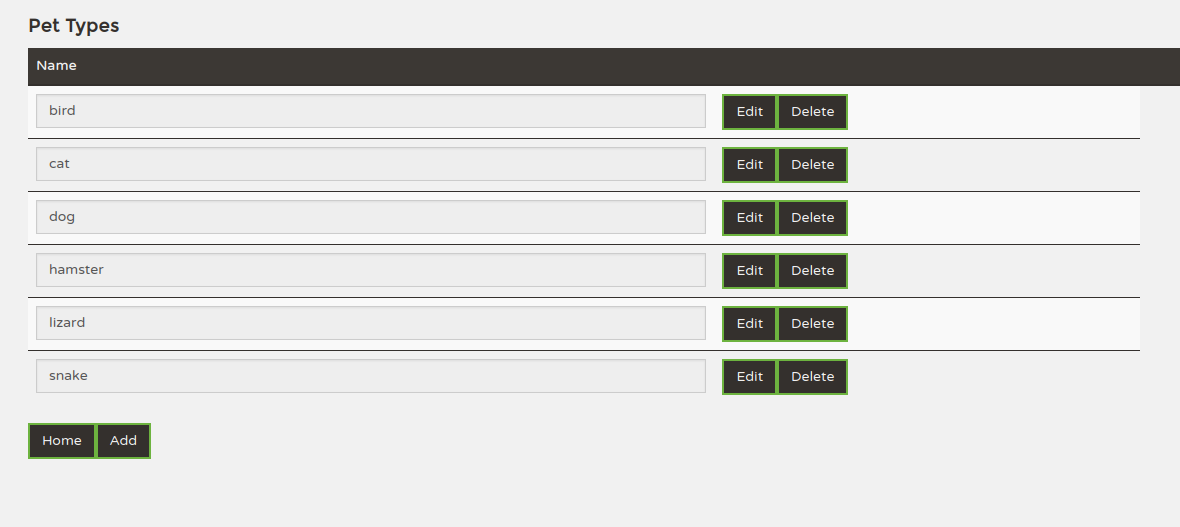 Pet Types
Name
bird Edit Delete
cat Edit Delete
dog Edit Delete
hamster Edit Delete
lizard Edit Delete
snake Edit Delete
Home Add